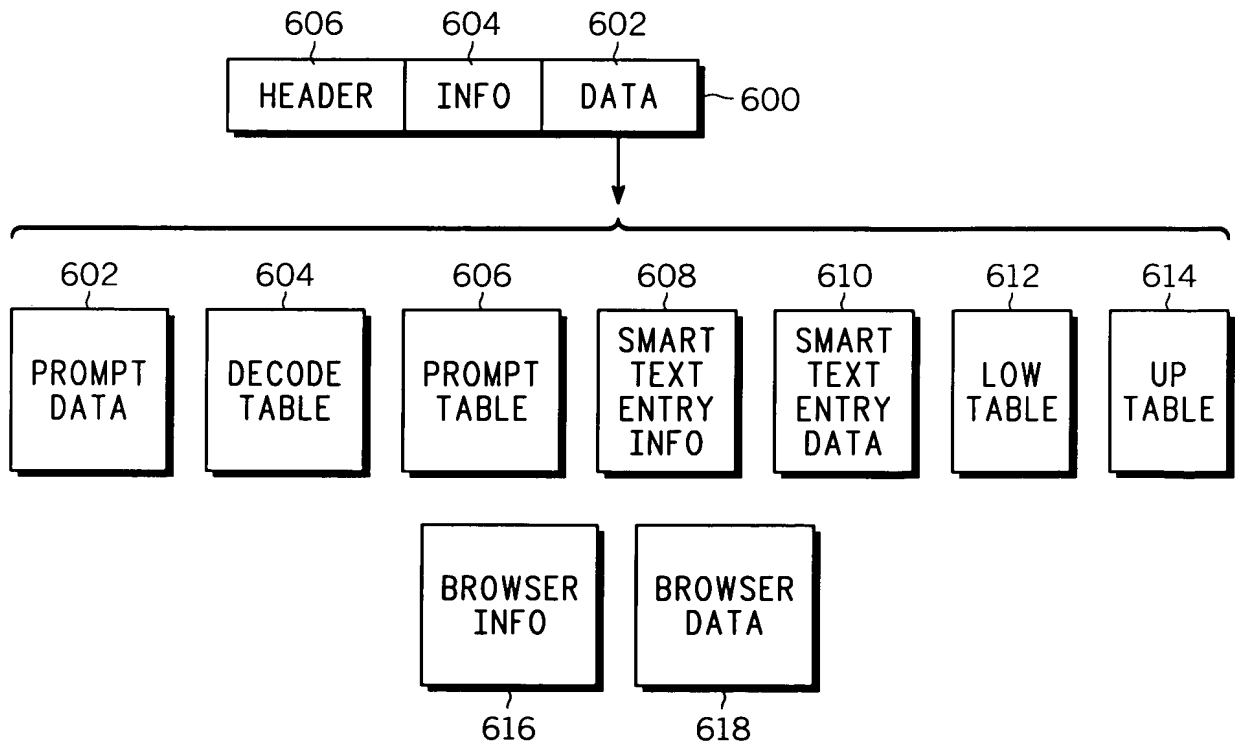 606 604 602
HEADER INFO DATA 600
602 604 606 608 610 612 614
PROMPT DATA
DECODE TABLE
PROMPT TABLE
SMART TEXT ENTRY INFO
SMART TEXT ENTRY DATA
LOW TABLE
UP TABLE
BROWSER INFO
BROWSER DATA
616 618